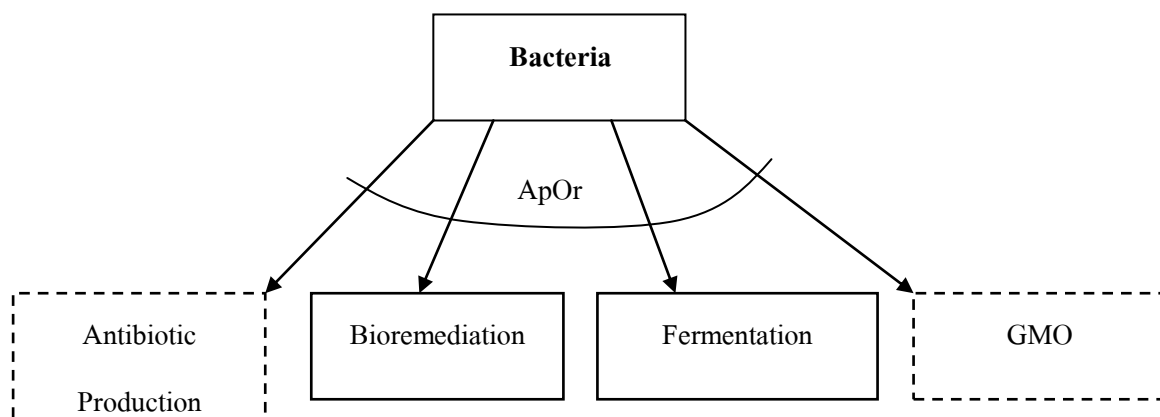 Bacteria
ApOr
Antibiotic
Production
Bioremediation
Fermentation
GMO